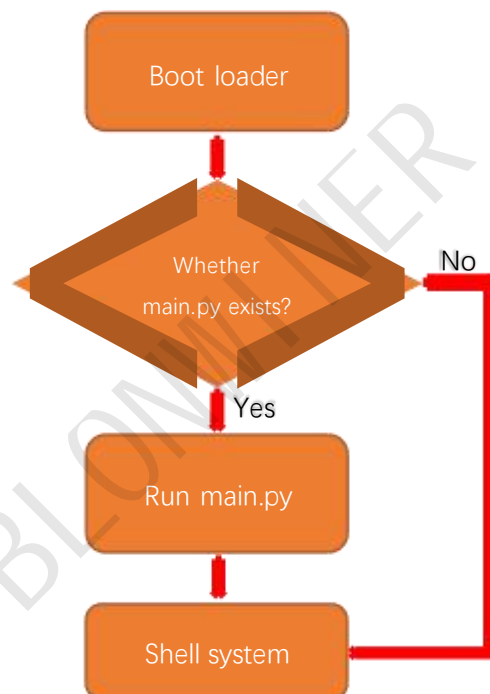 Boot loader
Whether
main.py exists?
No
Yes
Run main.py
Shell system